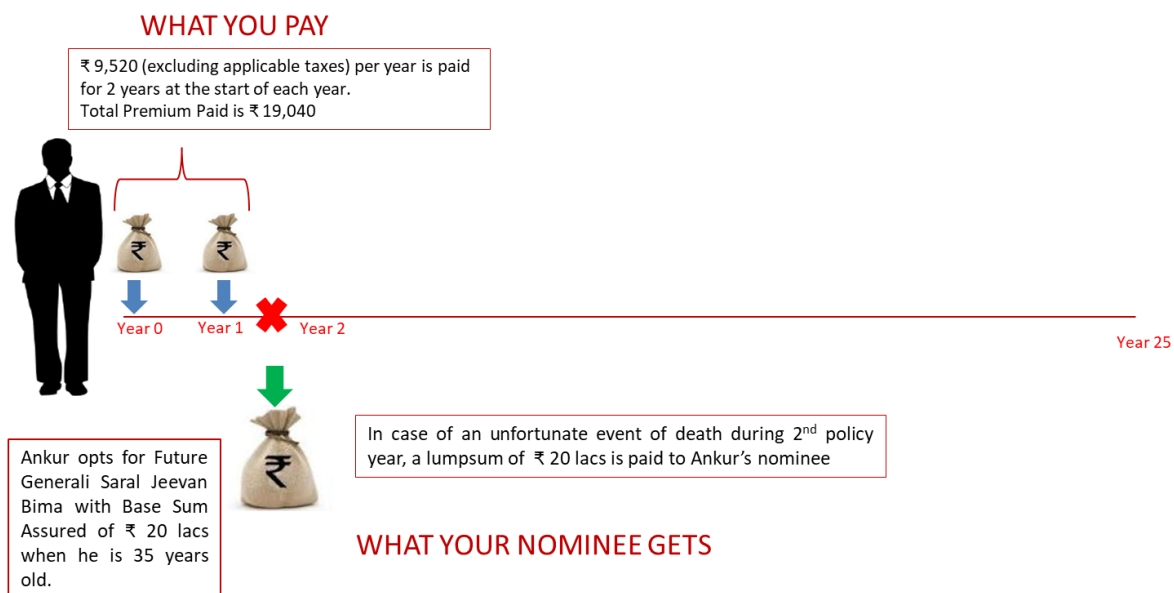 WHAT YOU PAY
₹ 9,520 (excluding applicable taxes) per year is paid
for 2 years at the start of each year.
Total Premium Paid is ₹ 19,040
₹
₹
Year 0
Year 1
Year 2
Year 25
₹
Ankur opts for Future
Generali Saral Jeevan
Bima with Base Sum
Assured of ₹ 20 lacs
when he is 35 years
old.
In case of an unfortunate event of death during 2nd policy
year, a lumpsum of ₹ 20 lacs is paid to Ankur’s nominee
WHAT YOUR NOMINEE GETS